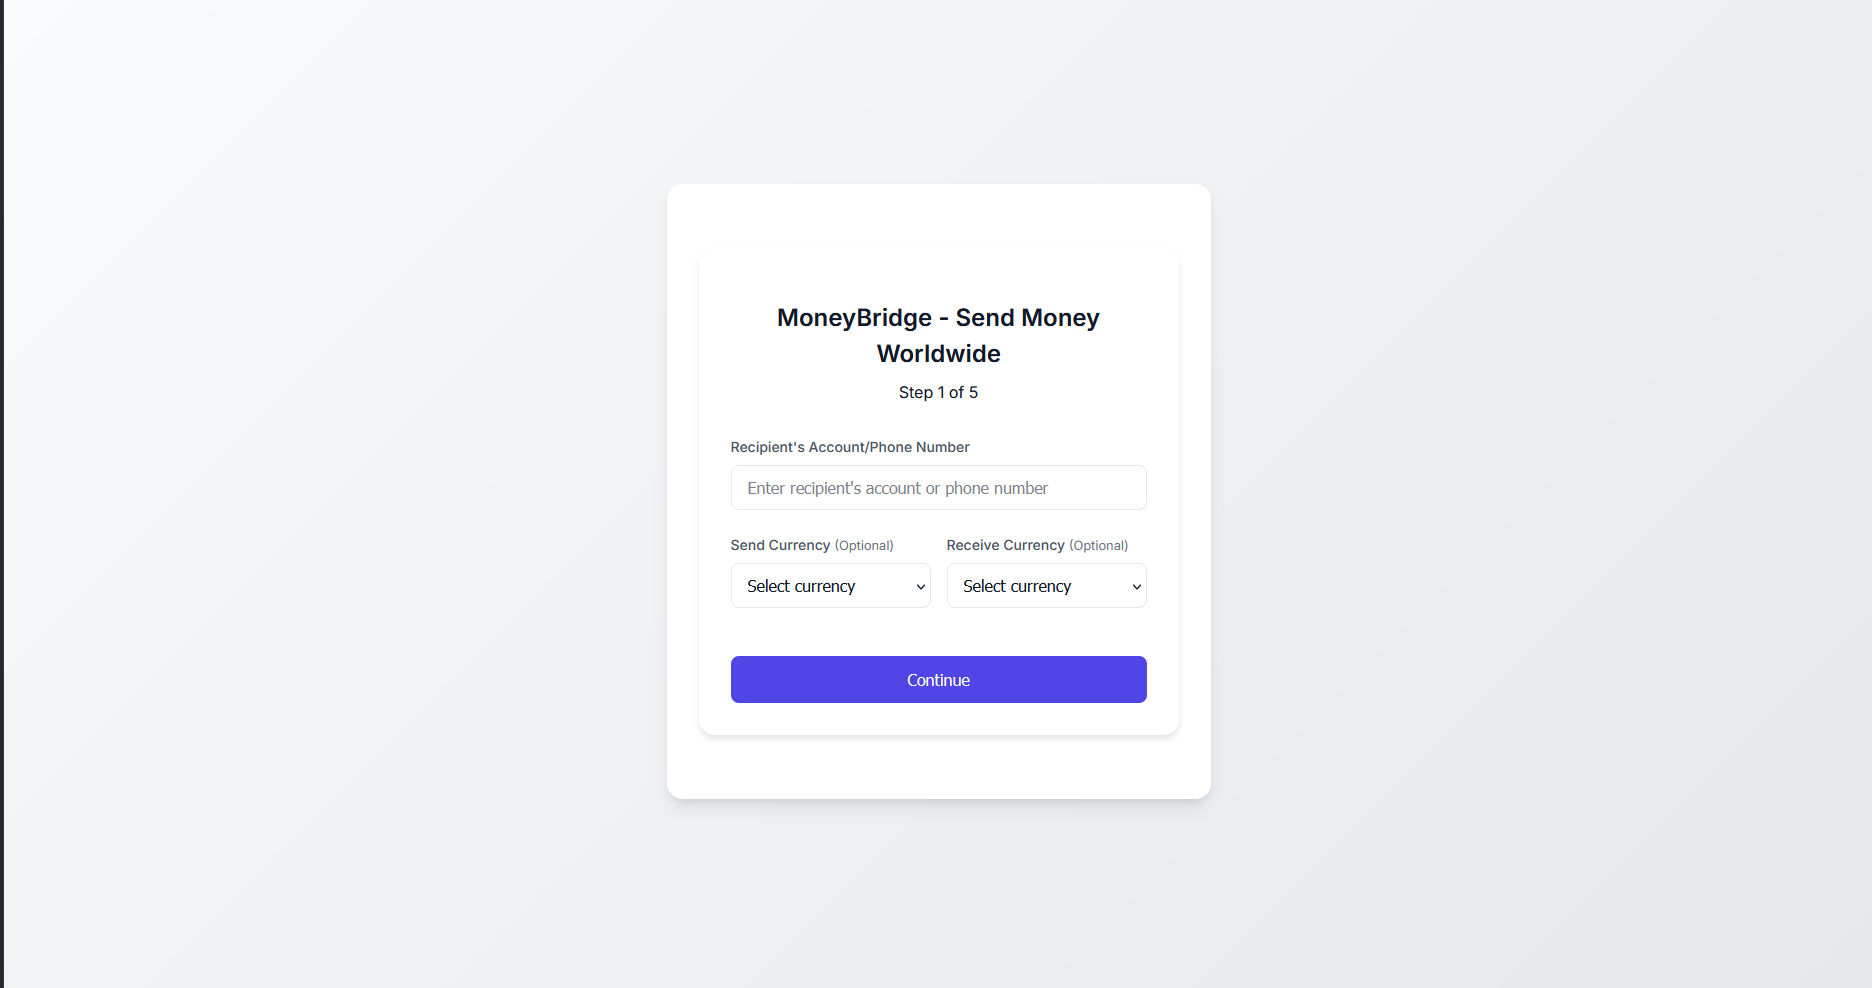 MoneyBridge - Send Money
Worldwide
Step 1 of 5
Recipient's Account/Phone Number
Enter recipient's account or phone number
Send Currency (Optional)
Receive Currency (Optional)
Select currency
Select currency
Continue